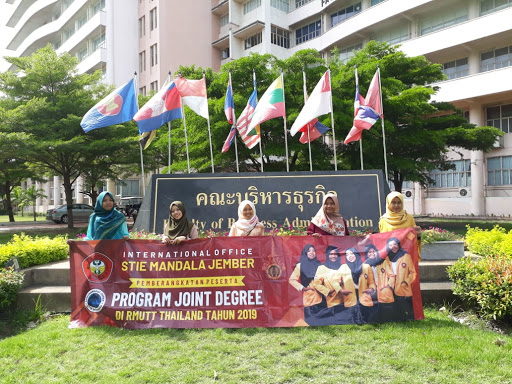 คณะบริหารธุรกิจ
Faculty of Business Administration
INTERNATIONAL OFFICE
STIE MANDALA JEMBER
PEMBERANGKATAN PESERTA
PROGRAM JOINT DEGREE
DI RMUTT THAILAND TAHUN 2019